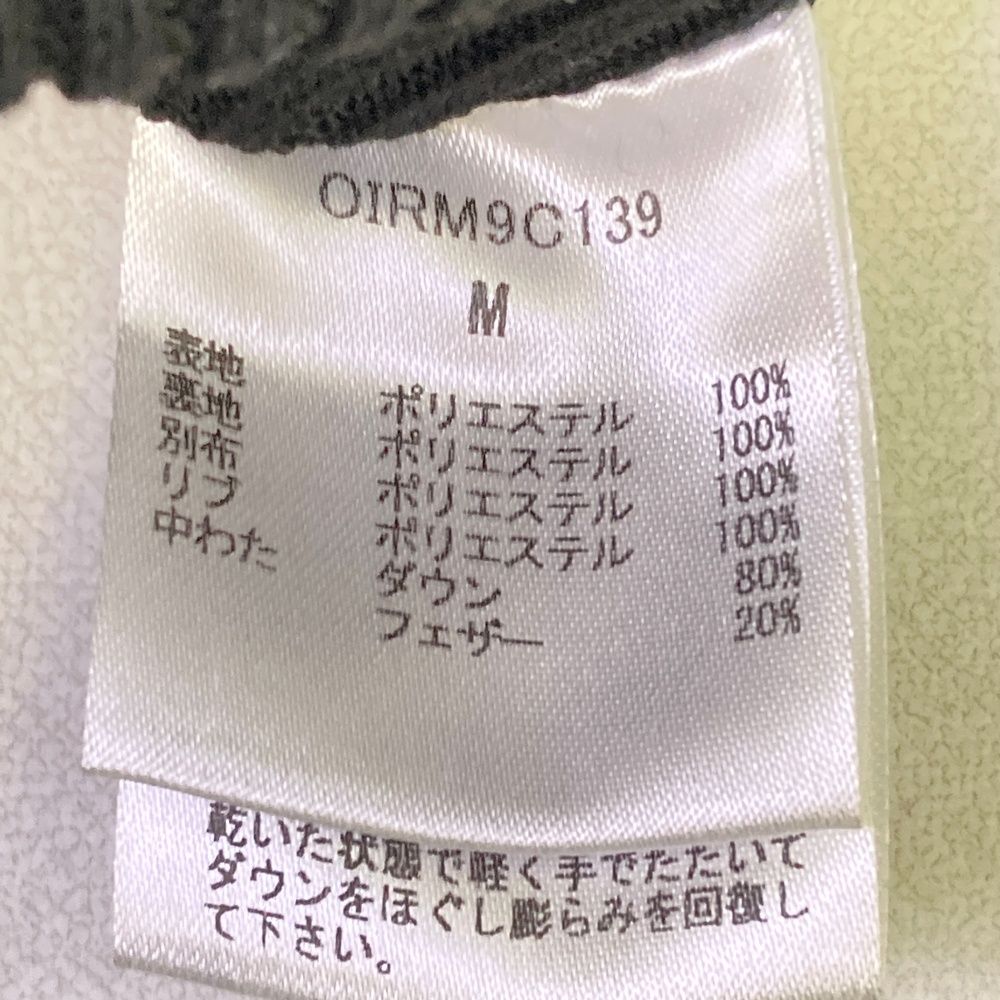 OIRM9C139
M
表地 ポリエステル 100%
裏地 ポリエステル 100%
別布 ポリエステル 100%
リブ ポリエステル 100%
中わた ダウン 80%
フェザー 20%
乾いた状態で軽く手でたたいて
ダウンをほぐし膨らみを回復し
て下さい。